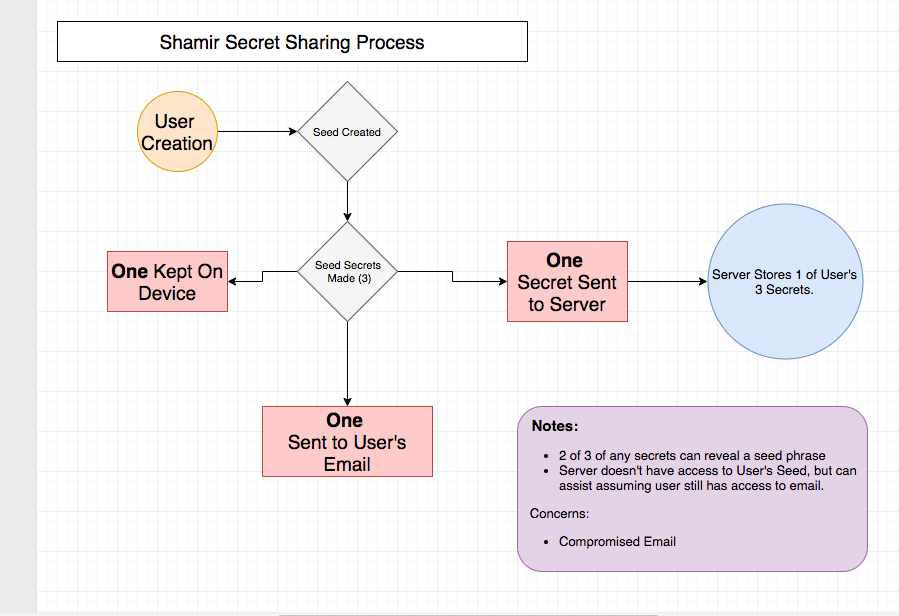 Shamir Secret Sharing Process
User
Creation
Seed Created
Seed Secrets
Made (3)
One Kept On
Device
One
Secret Sent
to Server
Server Stores 1 of User's
3 Secrets.
One
Sent to User's
Email
Notes:
• 2 of 3 of any secrets can reveal a seed phrase
• Server doesn't have access to User's Seed, but can
assist assuming user still has access to email.
Concerns:
• Compromised Email